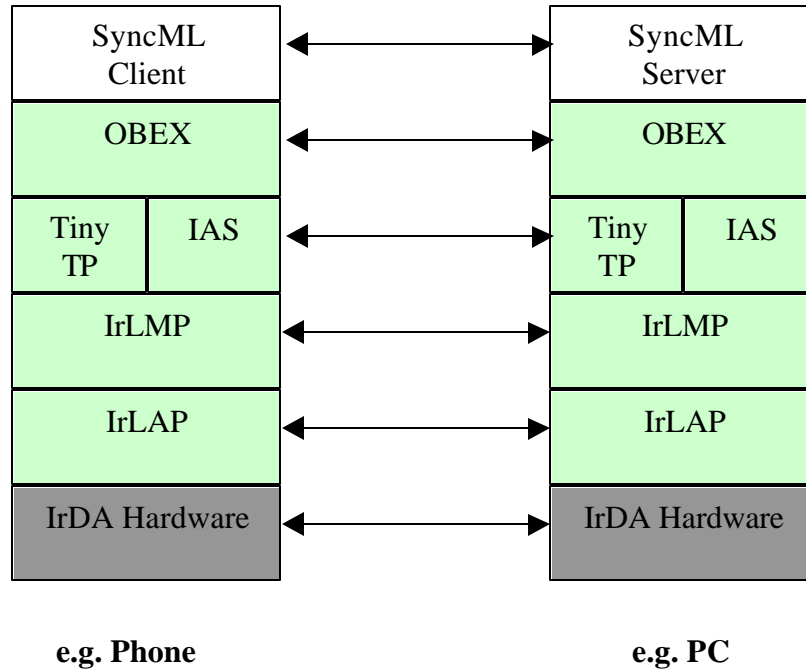 SyncML
Client
SyncML
Server
OBEX
OBEX
Tiny
TP
IAS
Tiny
TP
IAS
IrLMP
IrLMP
IrLAP
IrLAP
IrDA Hardware
IrDA Hardware
e.g. Phone
e.g. PC